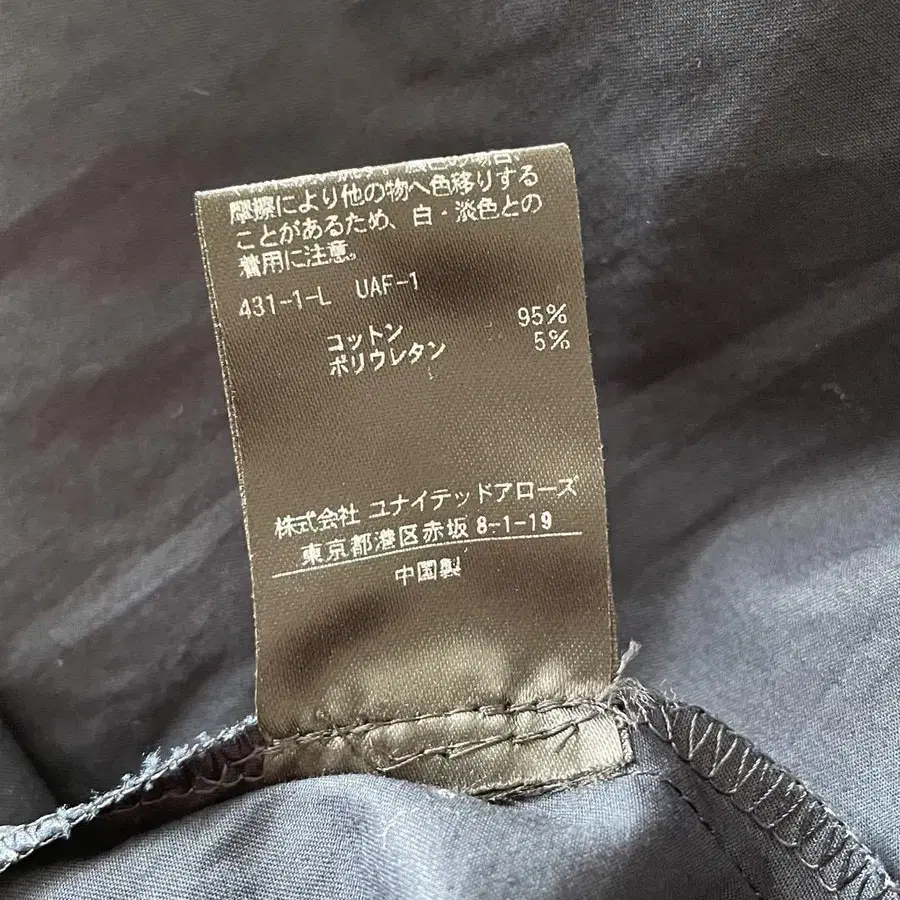 摩擦により他の物へ色移りする
ことがあるため、白・淡色との
着用に注意。
431-1-L UAF-1
コットン 95%
ポリウレタン 5%
株式会社 ユナイテッドアローズ
東京都港区赤坂 8-1-19
中国製